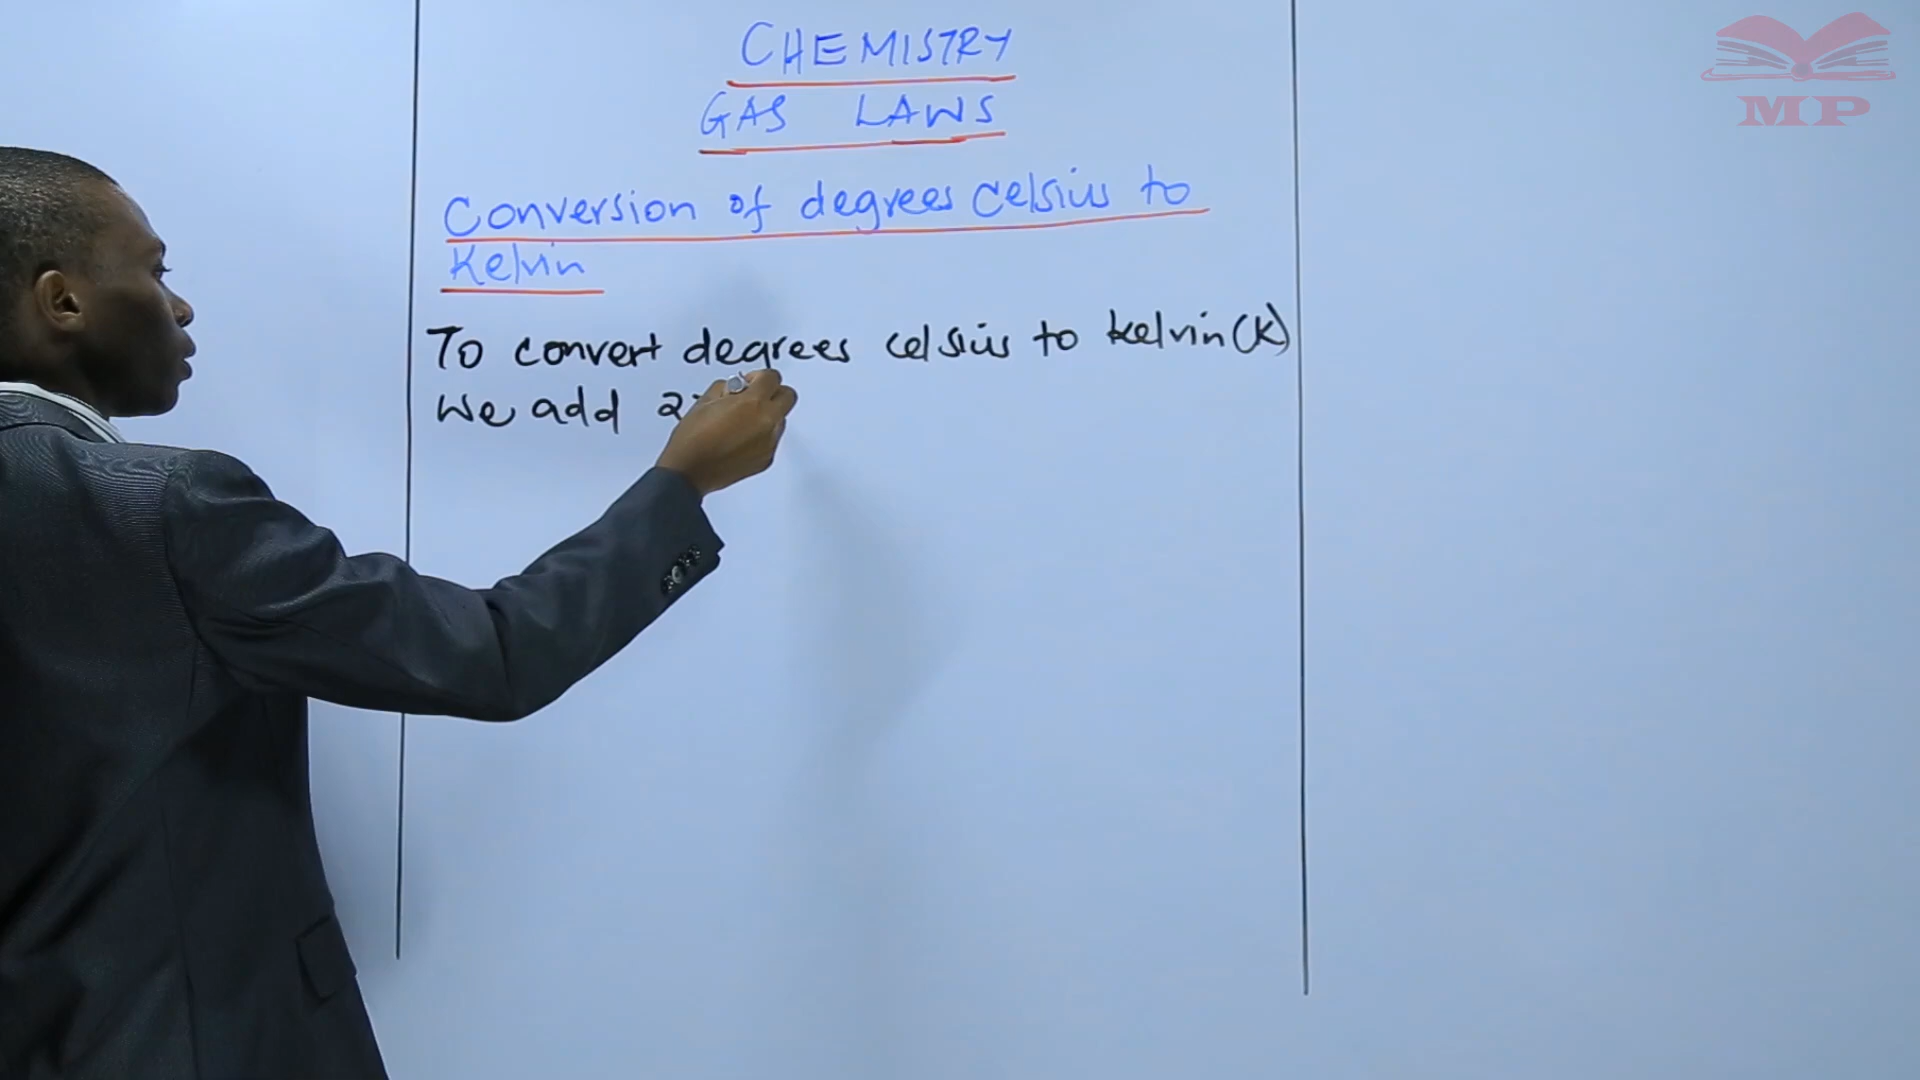 CHEMISTRY
GAS LAWS
Conversion of degrees Celsius to
Kelvin
To convert degrees celsius to kelvin (K)
We add
MP